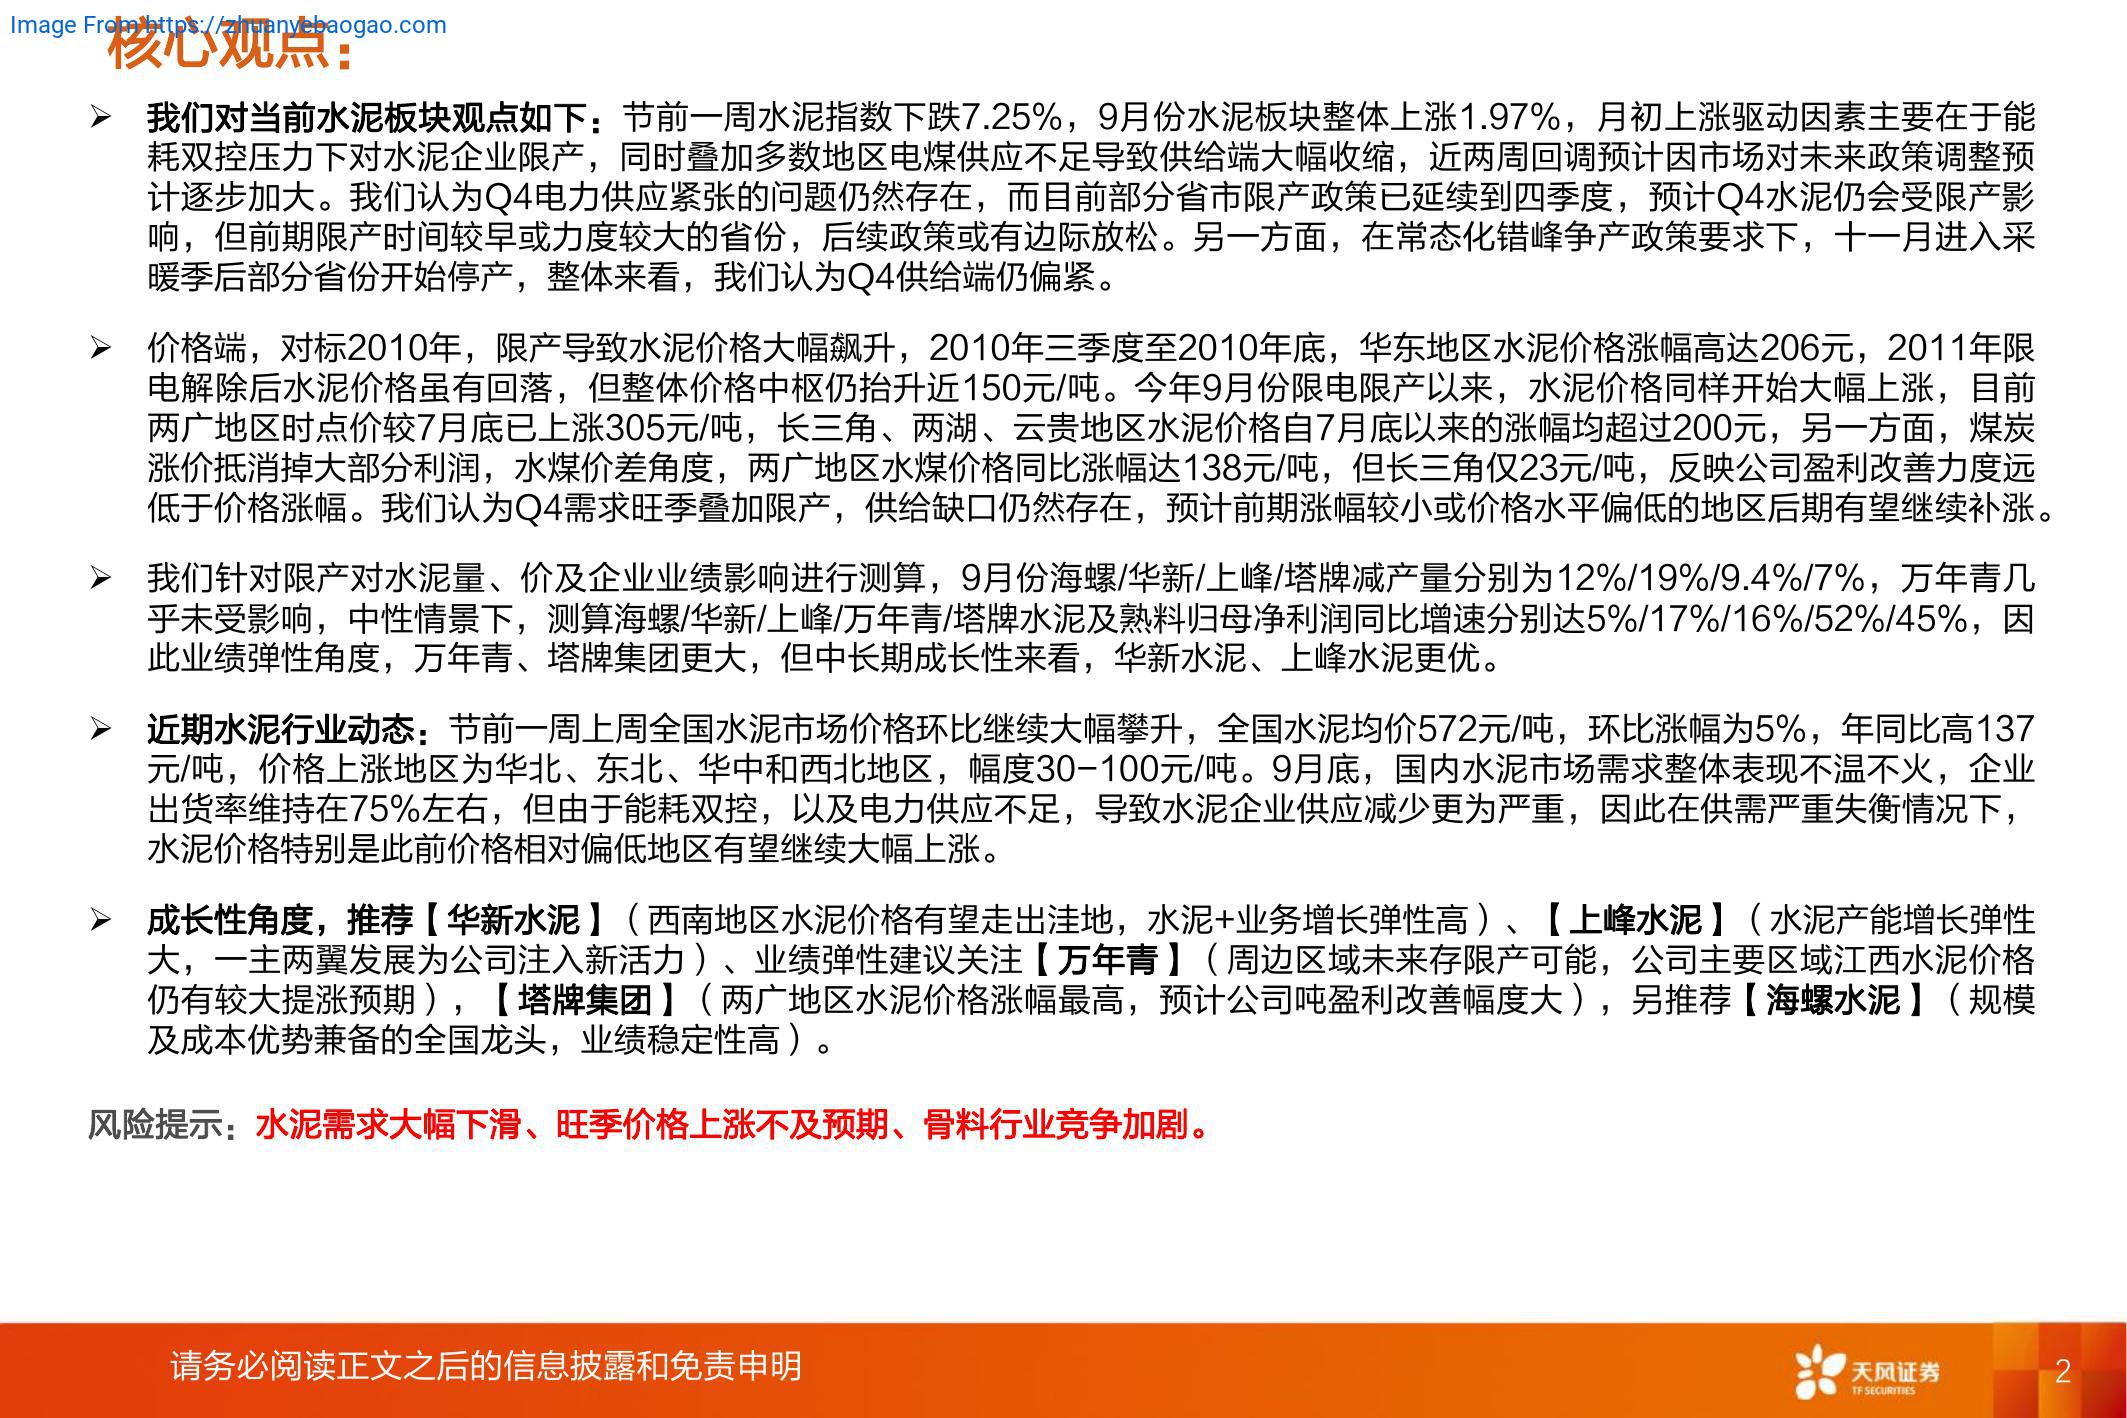 Image From https://zhuanyebaogao.com
核心观点：
➢ 我们对当前水泥板块观点如下：节前一周水泥指数下跌7.25%，9月份水泥板块整体上涨1.97%，月初上涨驱动因素主要在于能
耗双控压力下对水泥企业限产，同时叠加多数地区电煤供应不足导致供给端大幅收缩，近两周回调预计因市场对未来政策调整预
计逐步加大。我们认为Q4电力供应紧张的问题仍然存在，而目前部分省市限产政策已延续到四季度，预计Q4水泥仍会受限产影
响，但前期限产时间较早或力度较大的省份，后续政策或有边际放松。另一方面，在常态化错峰争产政策要求下，十一月进入采
暖季后部分省份开始停产，整体来看，我们认为Q4供给端仍偏紧。
➢ 价格端，对标2010年，限产导致水泥价格大幅飙升，2010年三季度至2010年底，华东地区水泥价格涨幅高达206元，2011年限
电解除后水泥价格虽有回落，但整体价格中枢仍抬升近150元/吨。今年9月份限电限产以来，水泥价格同样开始大幅上涨，目前
两广地区时点价较7月底已上涨305元/吨，长三角、两湖、云贵地区水泥价格自7月底以来的涨幅均超过200元，另一方面，煤炭
涨价抵消掉大部分利润，水煤价差角度，两广地区水煤价格同比涨幅达138元/吨，但长三角仅23元/吨，反映公司盈利改善力度远
低于价格涨幅。我们认为Q4需求旺季叠加限产，供给缺口仍然存在，预计前期涨幅较小或价格水平偏低的地区后期有望继续补涨。
➢ 我们针对限产对水泥量、价及企业业绩影响进行测算，9月份海螺/华新/上峰/塔牌减产量分别为12%/19%/9.4%/7%，万年青几
乎未受影响，中性情景下，测算海螺/华新/上峰/万年青/塔牌水泥及熟料归母净利润同比增速分别达5%/17%/16%/52%/45%，因
此业绩弹性角度，万年青、塔牌集团更大，但中长期成长性来看，华新水泥、上峰水泥更优。
➢ 近期水泥行业动态：节前一周上周全国水泥市场价格环比继续大幅攀升，全国水泥均价572元/吨，环比涨幅为5%，年同比高137
元/吨，价格上涨地区为华北、东北、华中和西北地区，幅度30-100元/吨。9月底，国内水泥市场需求整体表现不温不火，企业
出货率维持在75%左右，但由于能耗双控，以及电力供应不足，导致水泥企业供应减少更为严重，因此在供需严重失衡情况下，
水泥价格特别是此前价格相对偏低地区有望继续大幅上涨。
➢ 成长性角度，推荐【华新水泥】（西南地区水泥价格有望走出洼地，水泥+业务增长弹性高）、【上峰水泥】（水泥产能增长弹性
大，一主两翼发展为公司注入新活力）、业绩弹性建议关注【万年青】（周边区域未来存限产可能，公司主要区域江西水泥价格
仍有较大提涨预期），【塔牌集团】（两广地区水泥价格涨幅最高，预计公司吨盈利改善幅度大），另推荐【海螺水泥】（规模
及成本优势兼备的全国龙头，业绩稳定性高）。
风险提示：水泥需求大幅下滑、旺季价格上涨不及预期、骨料行业竞争加剧。
请务必阅读正文之后的信息披露和免责申明
天风证券
TF SECURITIES
2